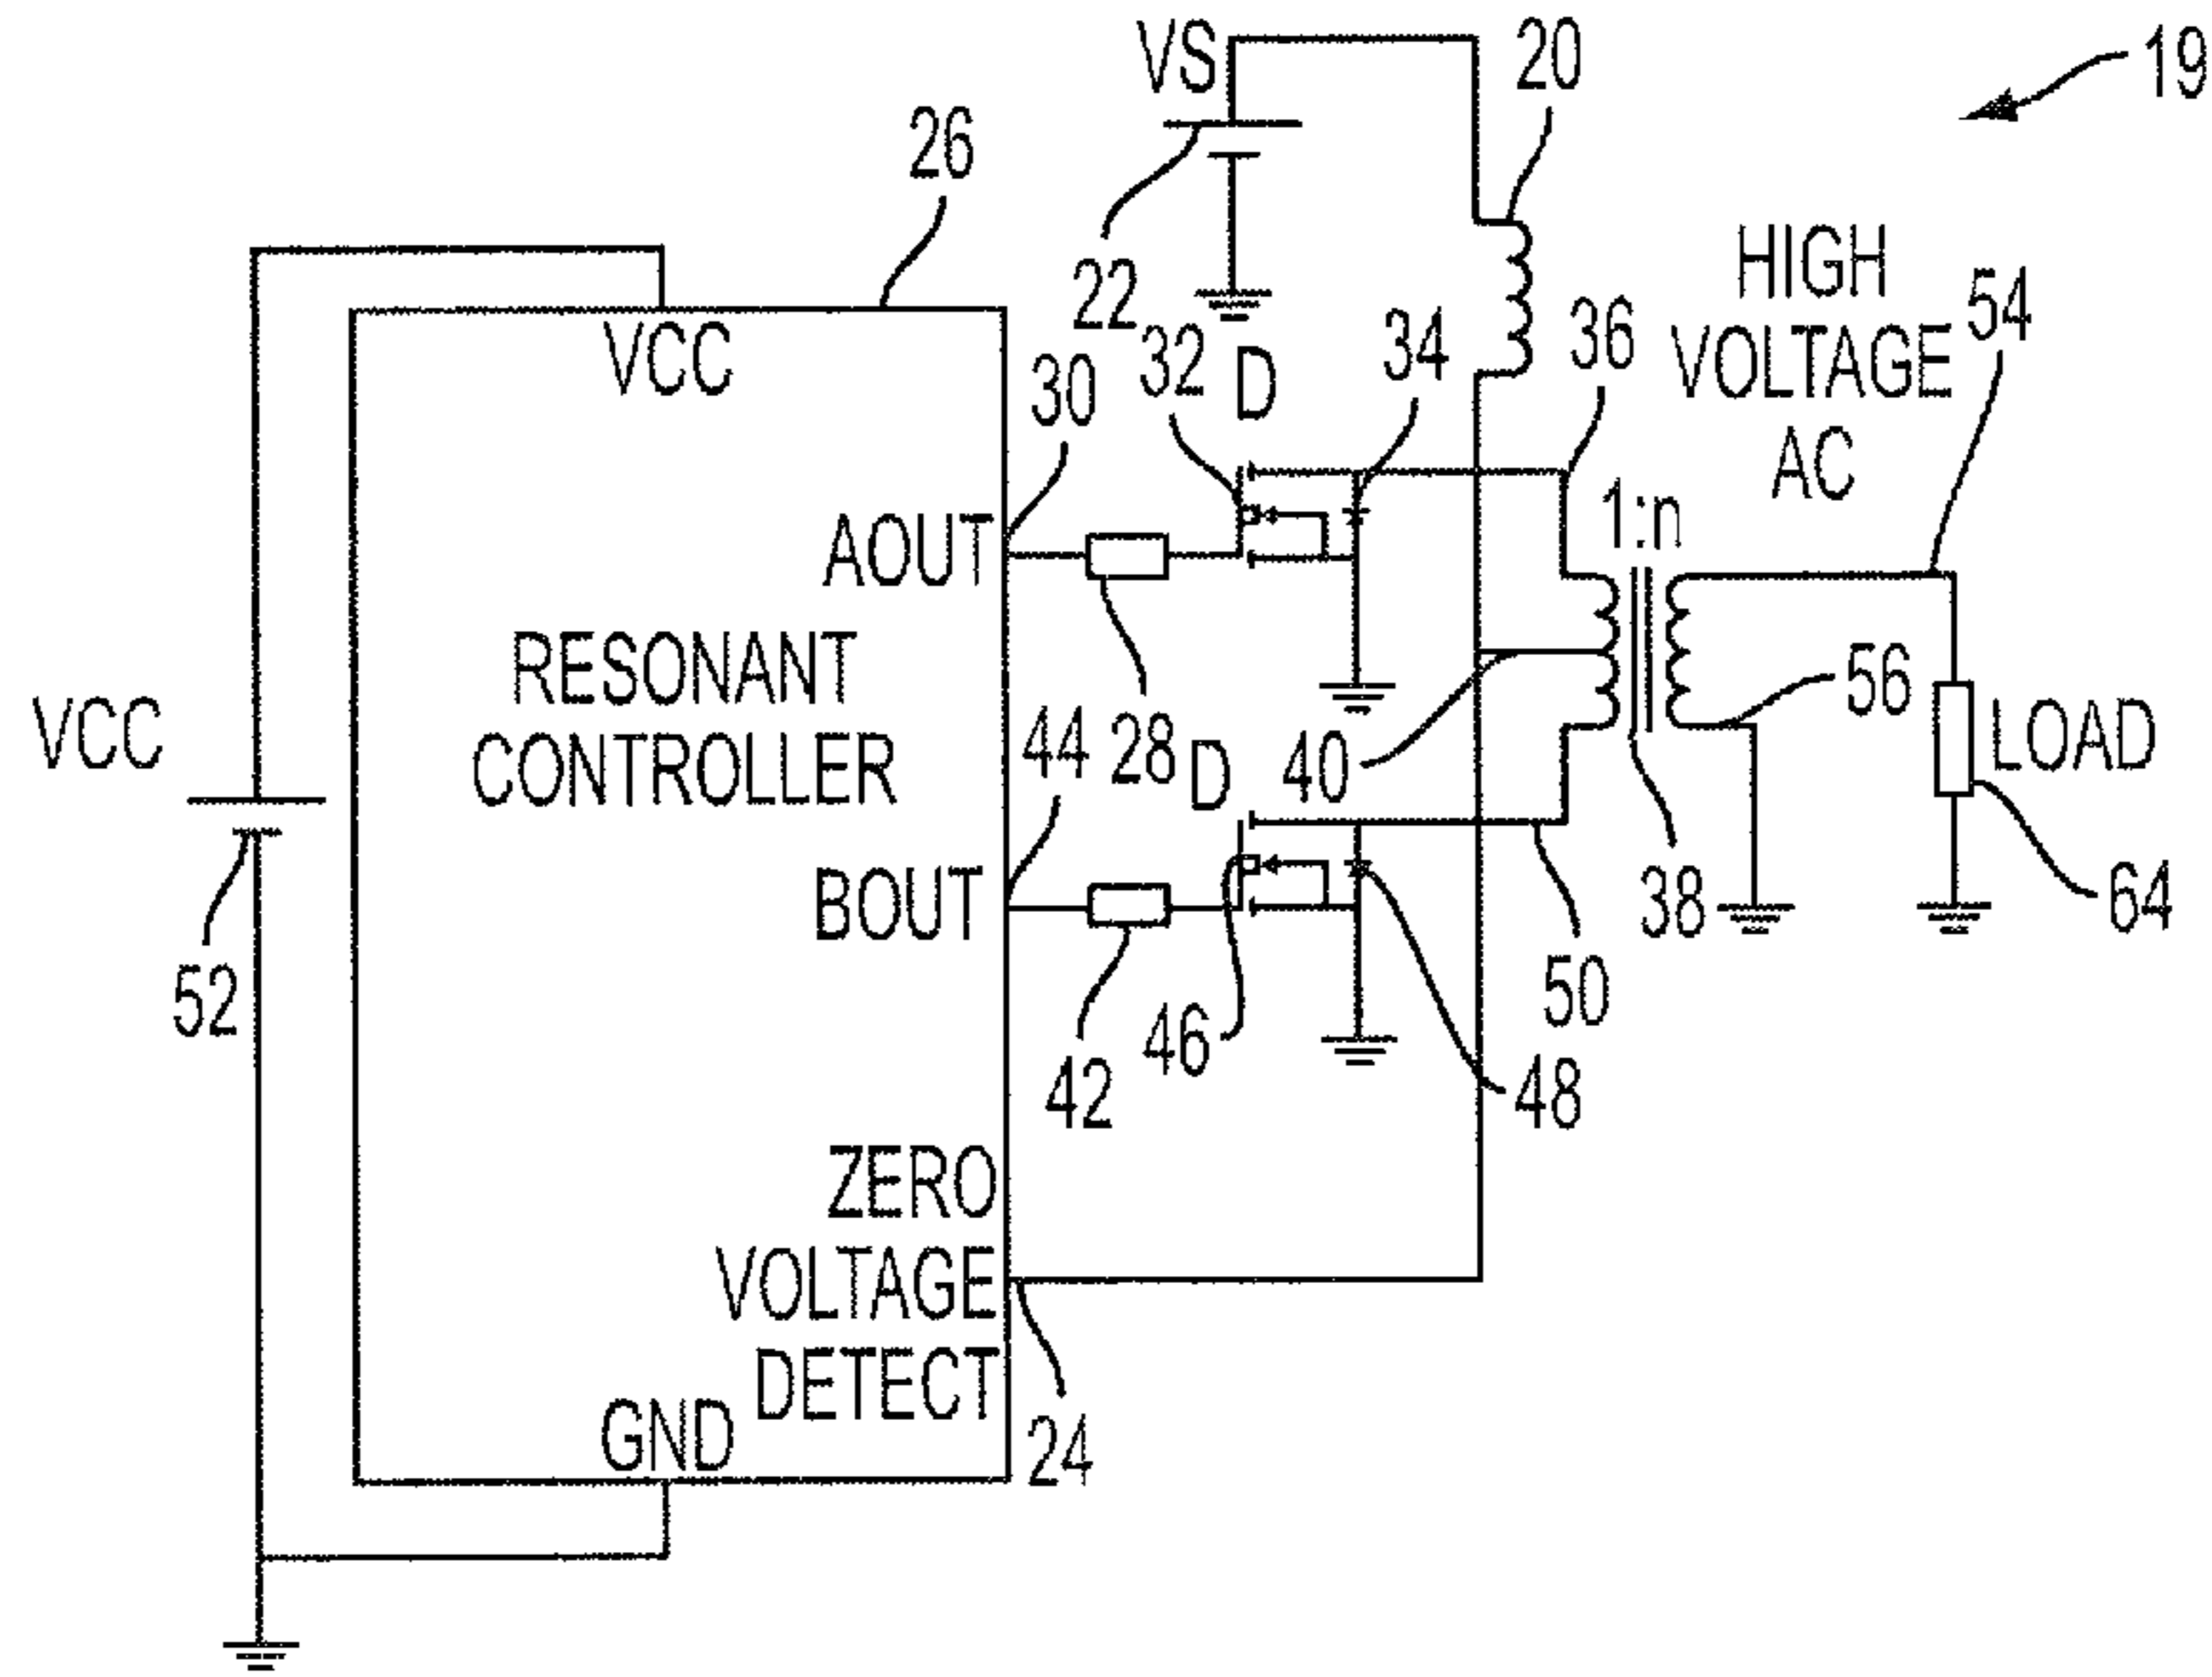 VS
20
19
26
22
32
D
34
36
HIGH
VOLTAGE
AC
54
VCC
30
1:n
AOUT
RESONANT
CONTROLLER
VCC
28
44
D
40
56
LOAD
BOUT
38
64
52
46
50
42
48
ZERO
VOLTAGE
DETECT
GND
24